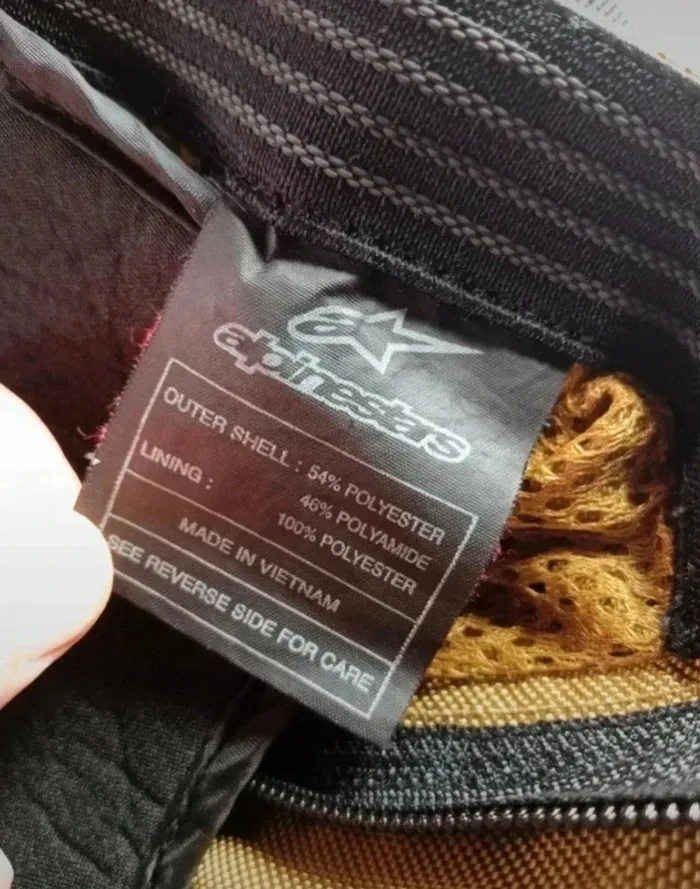 alpinestars
OUTER SHELL : 54% POLYESTER
46% POLYAMIDE
LINING : 100% POLYESTER
MADE IN VIETNAM
SEE REVERSE SIDE FOR CARE